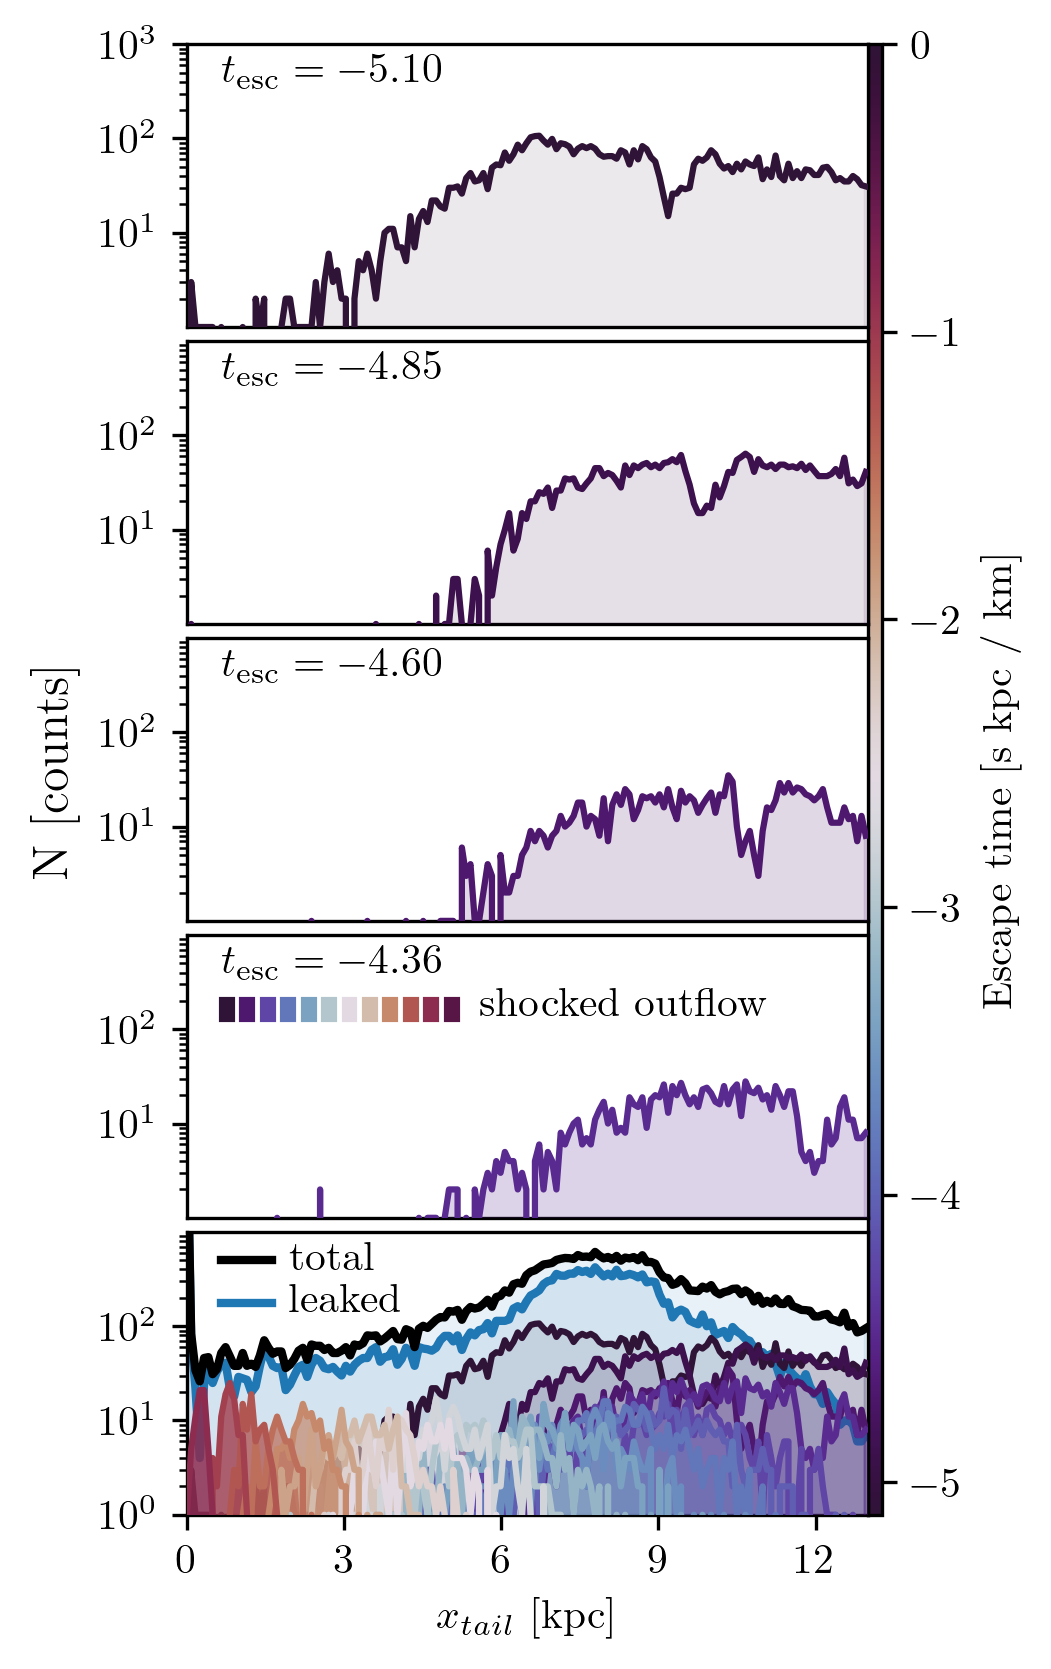 10³
t_esc = −5.10
10²
10¹
t_esc = −4.85
10²
10¹
t_esc = −4.60
10²
10¹
t_esc = −4.36
shocked outflow
10²
10¹
total
leaked
10²
10¹
10⁰
0 3 6 9 12
x_tail [kpc]
N [counts]
0
−1
−2
−3
−4
−5
Escape time [s kpc / km]